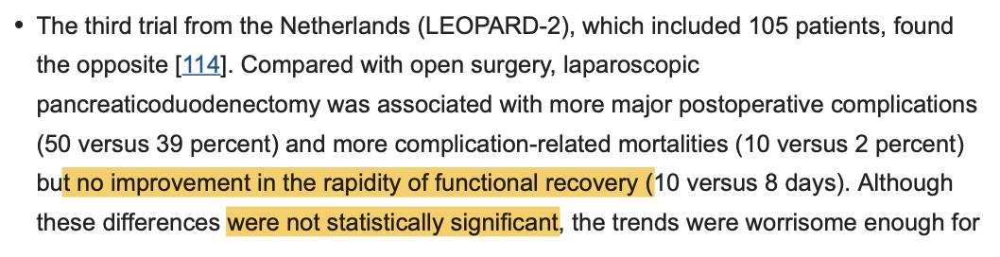 • The third trial from the Netherlands (LEOPARD-2), which included 105 patients, found
the opposite [114]. Compared with open surgery, laparoscopic
pancreaticoduodenectomy was associated with more major postoperative complications
(50 versus 39 percent) and more complication-related mortalities (10 versus 2 percent)
but no improvement in the rapidity of functional recovery (10 versus 8 days). Although
these differences were not statistically significant, the trends were worrisome enough for